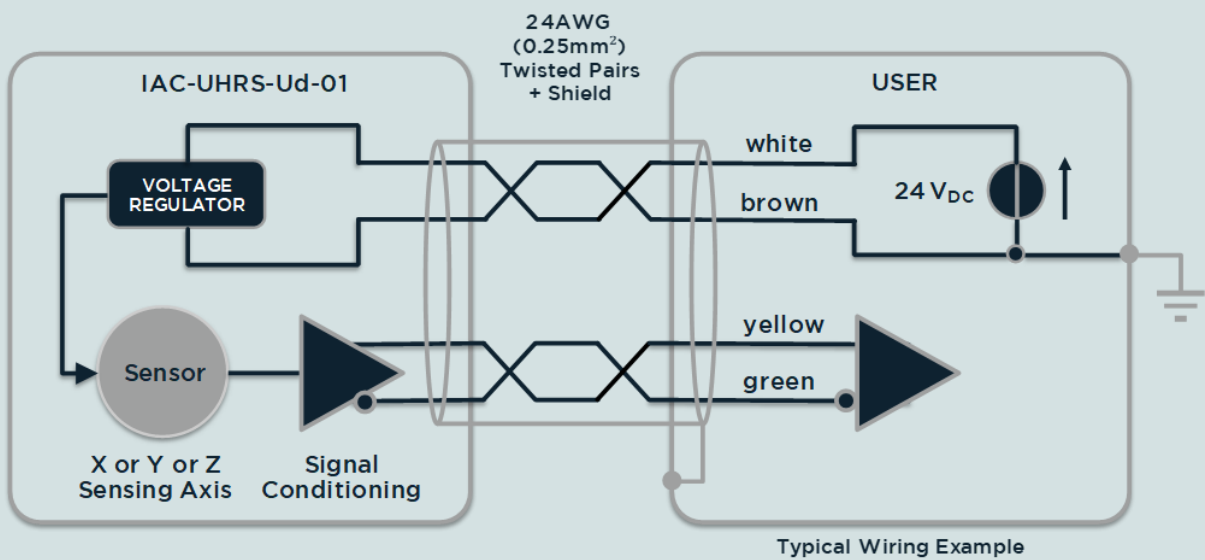 24AWG
(0.25mm²)
Twisted Pairs
+ Shield
IAC-UHRS-Ud-01
USER
VOLTAGE
REGULATOR
white
brown
24 VDC
Sensor
yellow
green
X or Y or Z
Sensing Axis
Signal
Conditioning
Typical Wiring Example